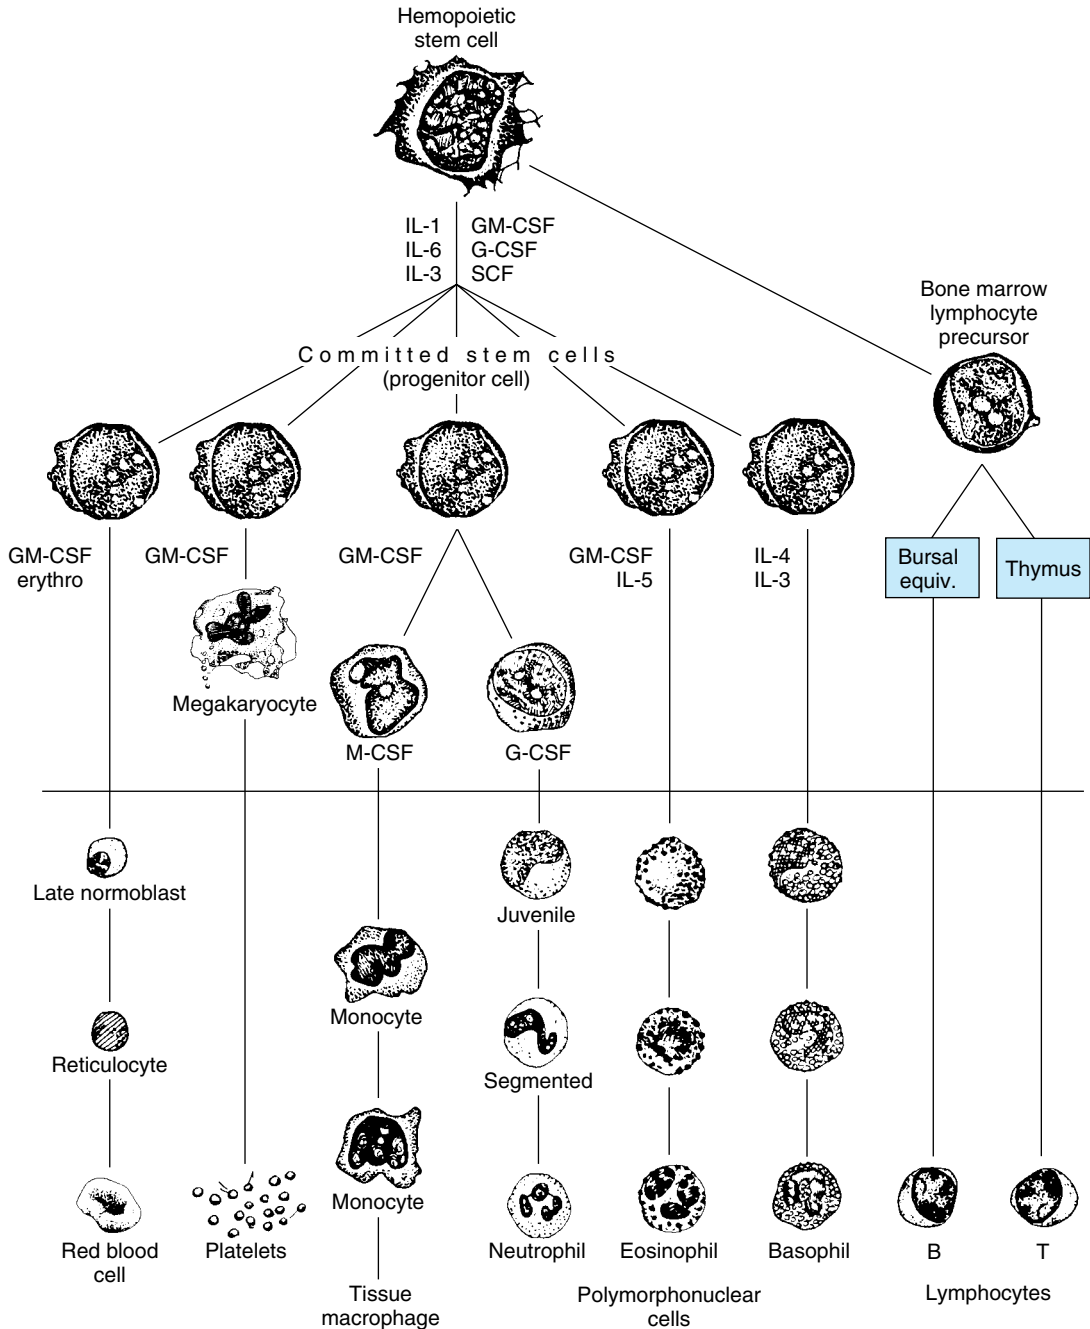 Hemopoietic
stem cell
IL-1 GM-CSF
IL-6 G-CSF
IL-3 SCF
Bone marrow
lymphocyte
precursor
Committed stem cells
(progenitor cell)
GM-CSF
erythro
GM-CSF
GM-CSF
GM-CSF
IL-5
IL-4
IL-3
Bursal
equiv.
Thymus
Megakaryocyte
M-CSF
G-CSF
Late normoblast
Juvenile
Monocyte
Reticulocyte
Segmented
Monocyte
Red blood
cell
Platelets
Neutrophil
Eosinophil
Basophil
B
T
Tissue
macrophage
Polymorphonuclear
cells
Lymphocytes